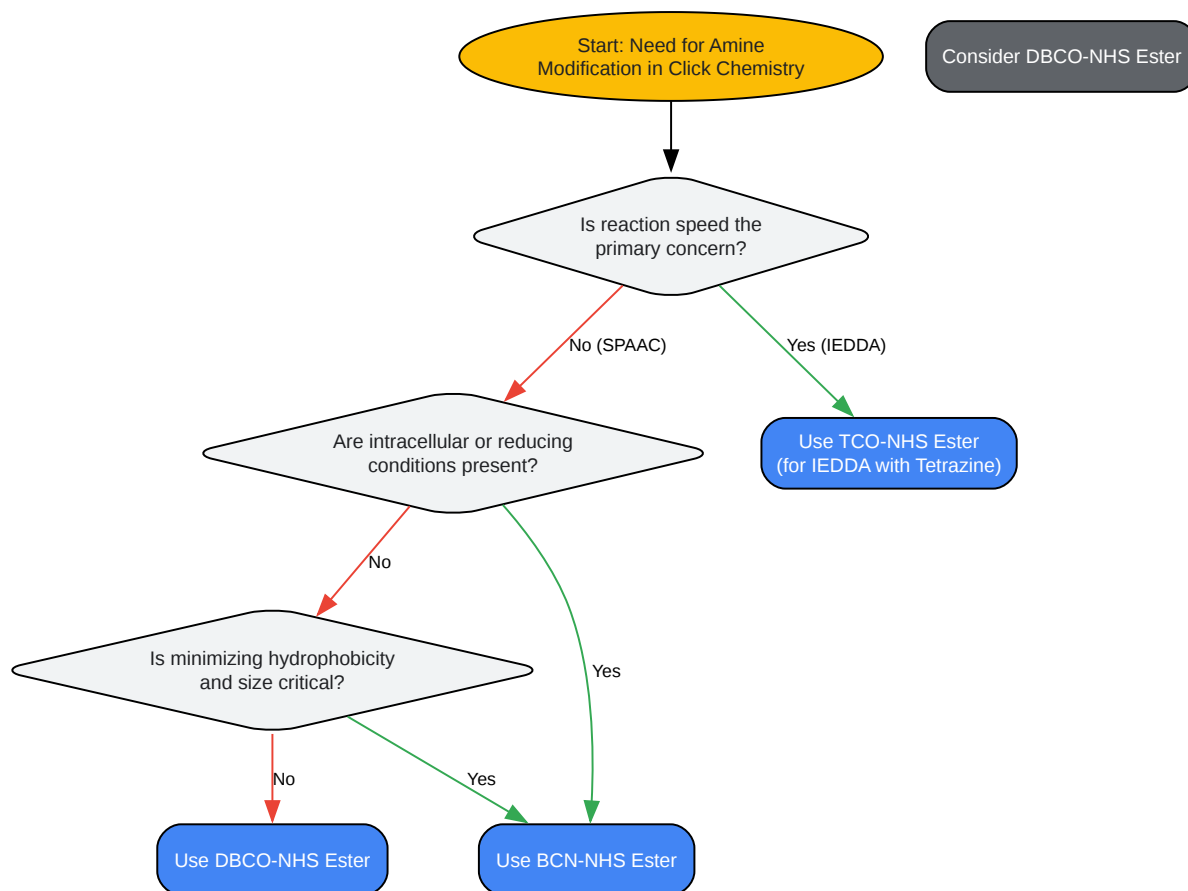 Start: Need for Amine
Modification in Click Chemistry
Consider DBCO-NHS Ester
Is reaction speed the
primary concern?
No (SPAAC)
Yes (IEDDA)
Are intracellular or reducing
conditions present?
Use TCO-NHS Ester
(for IEDDA with Tetrazine)
No
Is minimizing hydrophobicity
and size critical?
Yes
No
Yes
Use DBCO-NHS Ester
Use BCN-NHS Ester